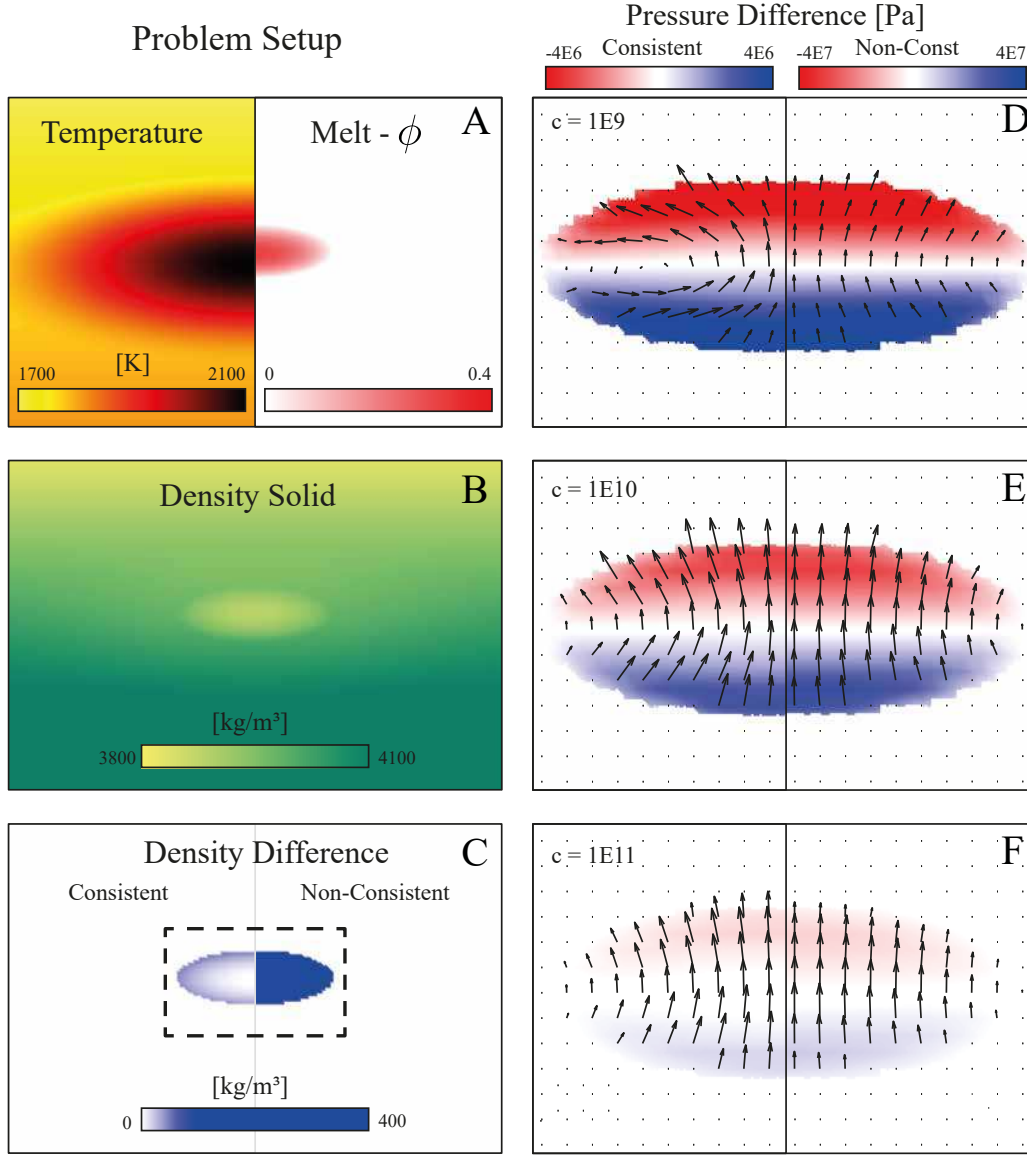 Problem Setup
Pressure Difference [Pa]
-4E6 Consistent 4E6 -4E7 Non-Const 4E7
Temperature Melt - ϕ A
[K]
1700 2100 0 0.4
c = 1E9 D
Density Solid B
[kg/m³]
3800 4100
c = 1E10 E
Density Difference C
Consistent Non-Consistent
[kg/m³]
0 400
c = 1E11 F